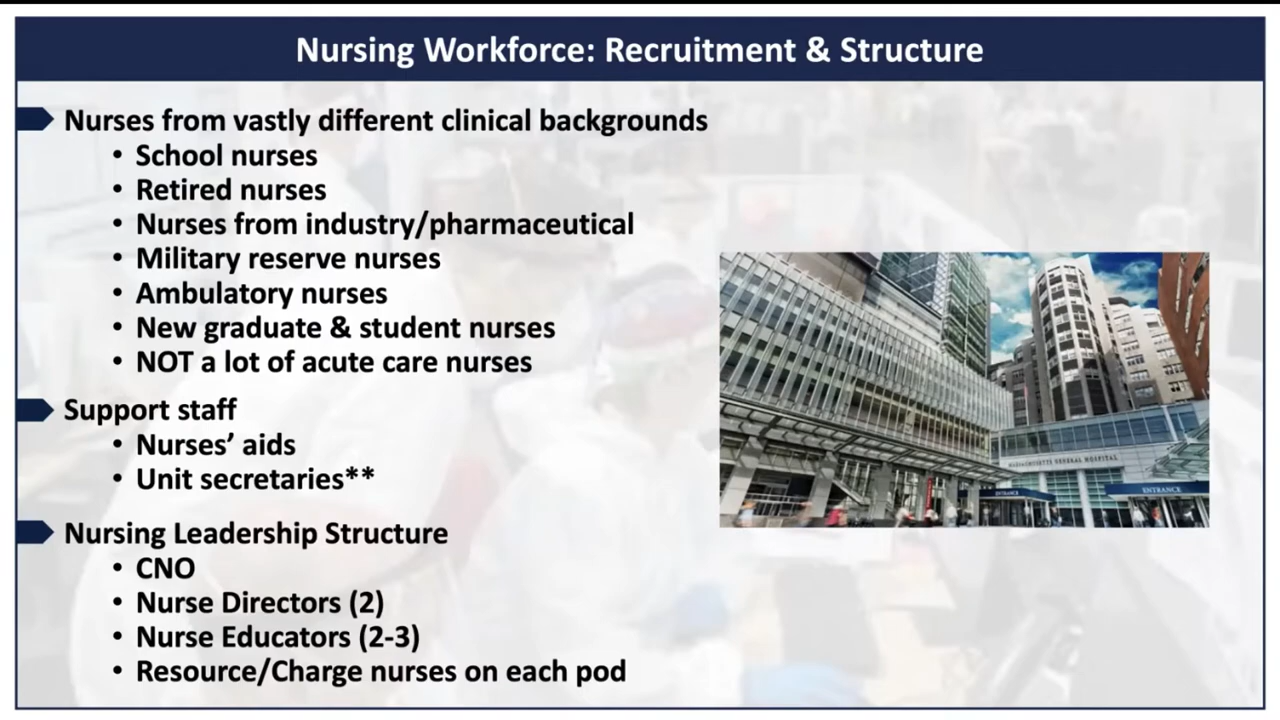 Nursing Workforce: Recruitment & Structure
Nurses from vastly different clinical backgrounds
• School nurses
• Retired nurses
• Nurses from industry/pharmaceutical
• Military reserve nurses
• Ambulatory nurses
• New graduate & student nurses
• NOT a lot of acute care nurses
Support staff
• Nurses’ aids
• Unit secretaries**
Nursing Leadership Structure
• CNO
• Nurse Directors (2)
• Nurse Educators (2-3)
• Resource/Charge nurses on each pod
MASSACHUSETTS GENERAL HOSPITAL
ENTRANCE
ENTRANCE